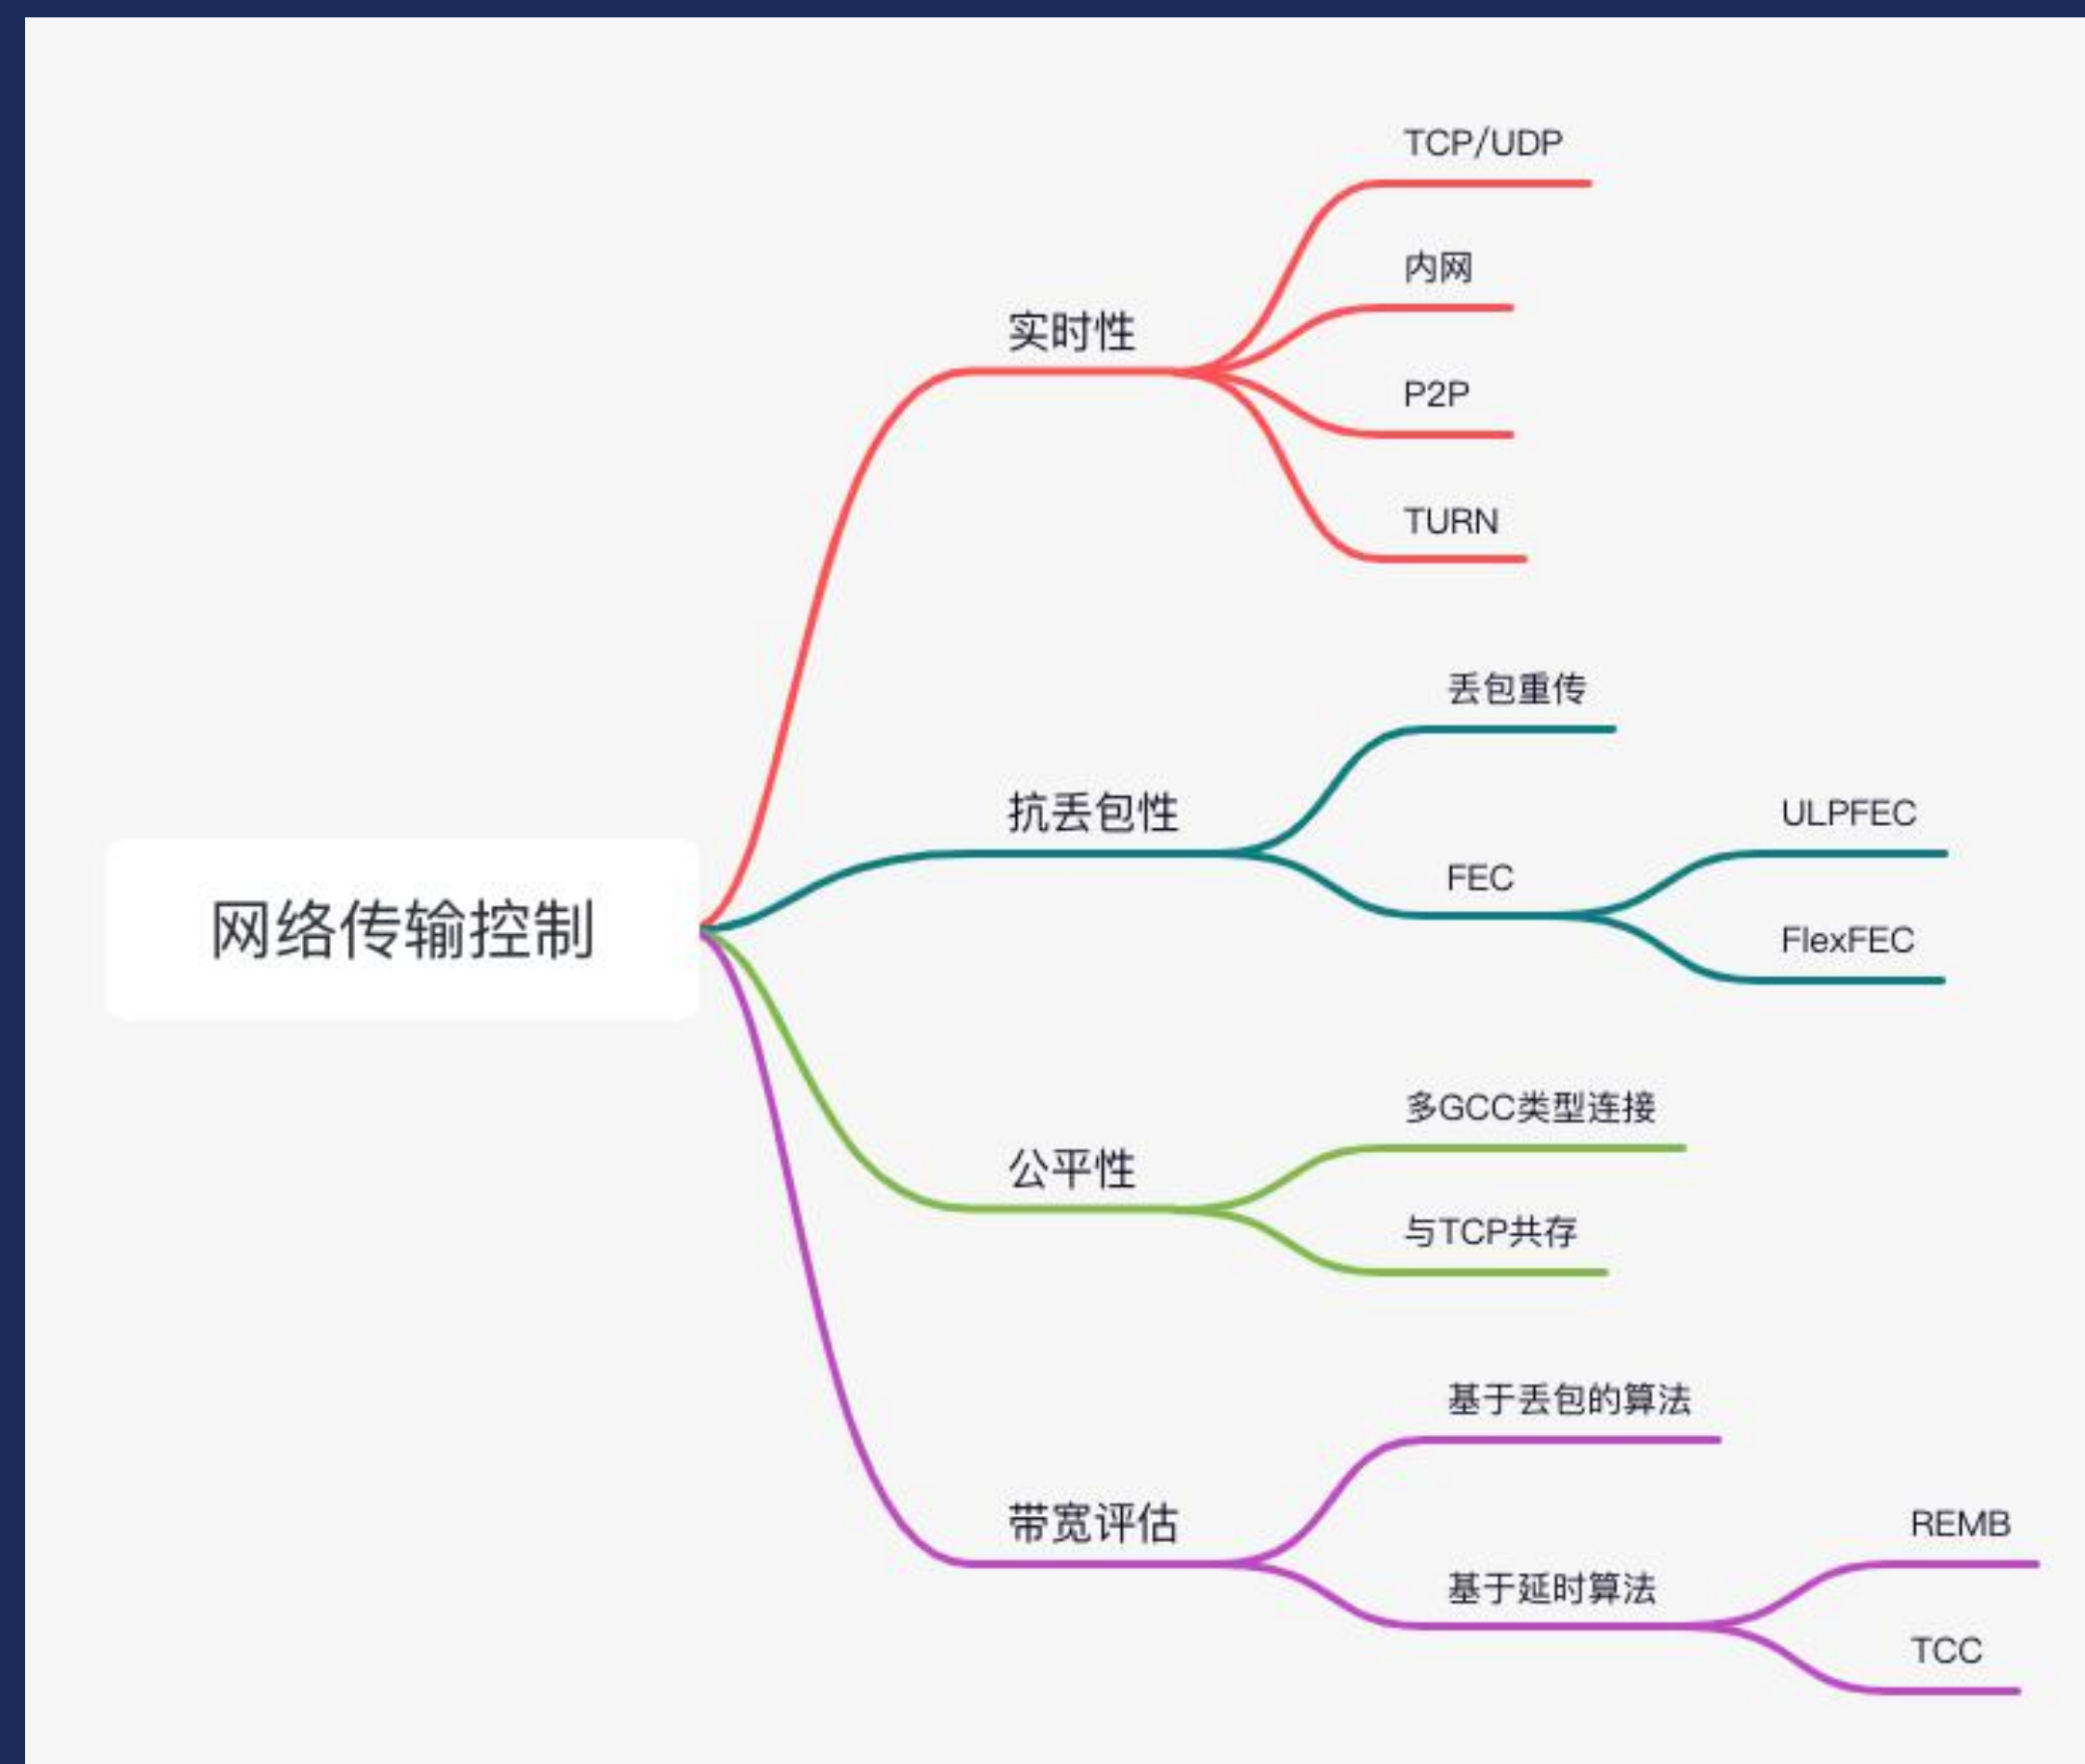 网络传输控制
实时性
TCP/UDP
内网
P2P
TURN
抗丢包性
丢包重传
FEC
ULPFEC
FlexFEC
公平性
多GCC类型连接
与TCP共存
带宽评估
基于丢包的算法
基于延时算法
REMB
TCC